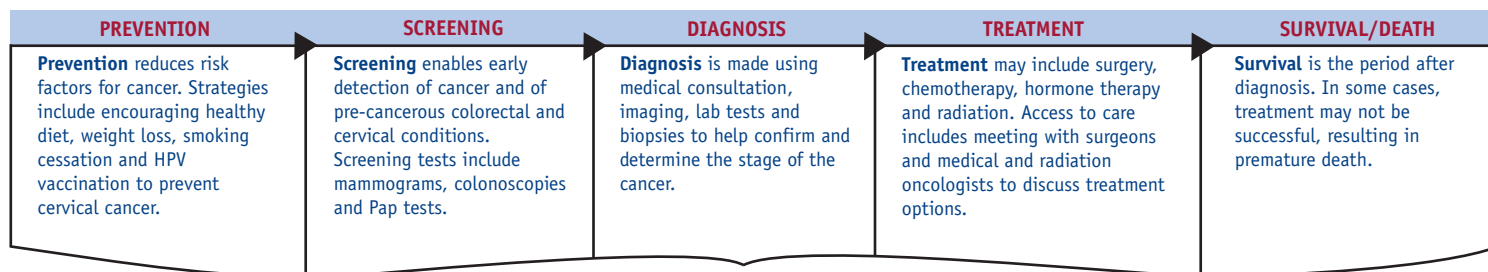 PREVENTION
Prevention reduces risk
factors for cancer. Strategies
include encouraging healthy
diet, weight loss, smoking
cessation and HPV
vaccination to prevent
cervical cancer.
SCREENING
Screening enables early
detection of cancer and of
pre-cancerous colorectal and
cervical conditions.
Screening tests include
mammograms, colonoscopies
and Pap tests.
DIAGNOSIS
Diagnosis is made using
medical consultation,
imaging, lab tests and
biopsies to help confirm and
determine the stage of the
cancer.
TREATMENT
Treatment may include surgery,
chemotherapy, hormone therapy
and radiation. Access to care
includes meeting with surgeons
and medical and radiation
oncologists to discuss treatment
options.
SURVIVAL/DEATH
Survival is the period after
diagnosis. In some cases,
treatment may not be
successful, resulting in
premature death.